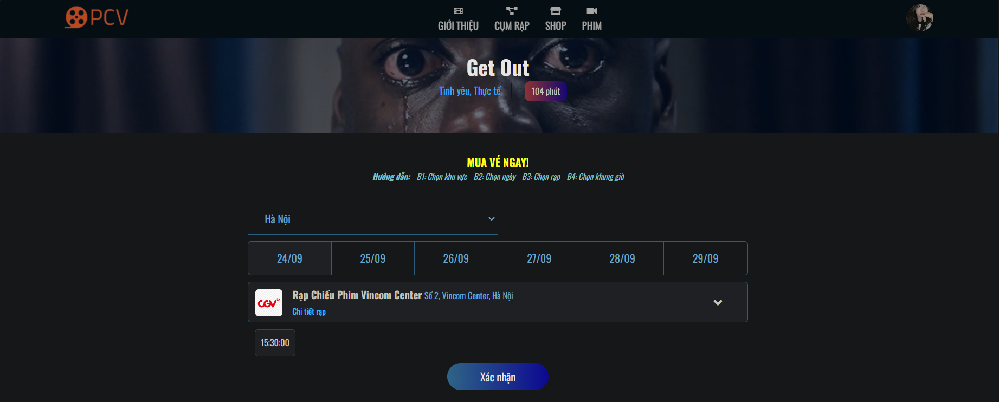 PCV
GIỚI THIỆU CỤM RẠP SHOP PHIM
Get Out
Tình yêu, Thực tế 104 phút
MUA VÉ NGAY!
Hướng dẫn: B1: Chọn khu vực B2: Chọn ngày B3: Chọn rạp B4: Chọn khung giờ
Hà Nội
24/09 25/09 26/09 27/09 28/09 29/09
CGV Rạp Chiếu Phim Vincom Center Số 2, Vincom Center, Hà Nội
Chi tiết rạp
15:30:00
Xác nhận